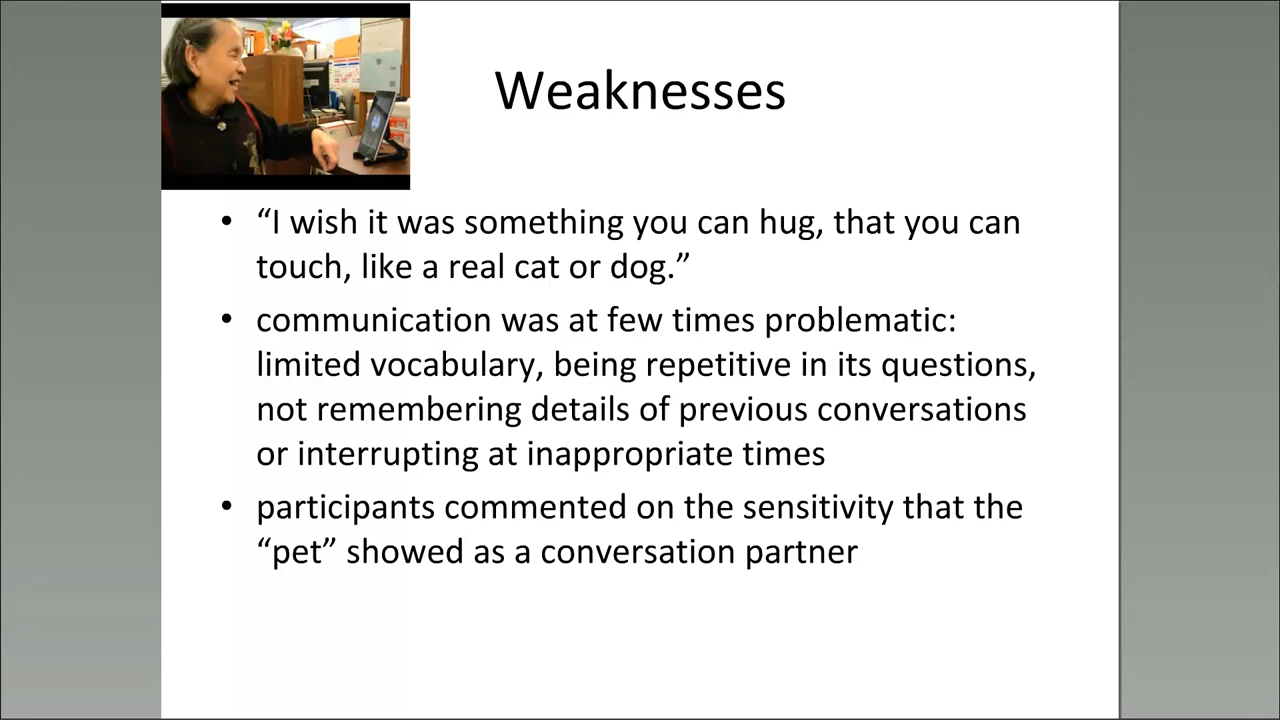 Weaknesses
• “I wish it was something you can hug, that you can
touch, like a real cat or dog.”
• communication was at few times problematic:
limited vocabulary, being repetitive in its questions,
not remembering details of previous conversations
or interrupting at inappropriate times
• participants commented on the sensitivity that the
“pet” showed as a conversation partner